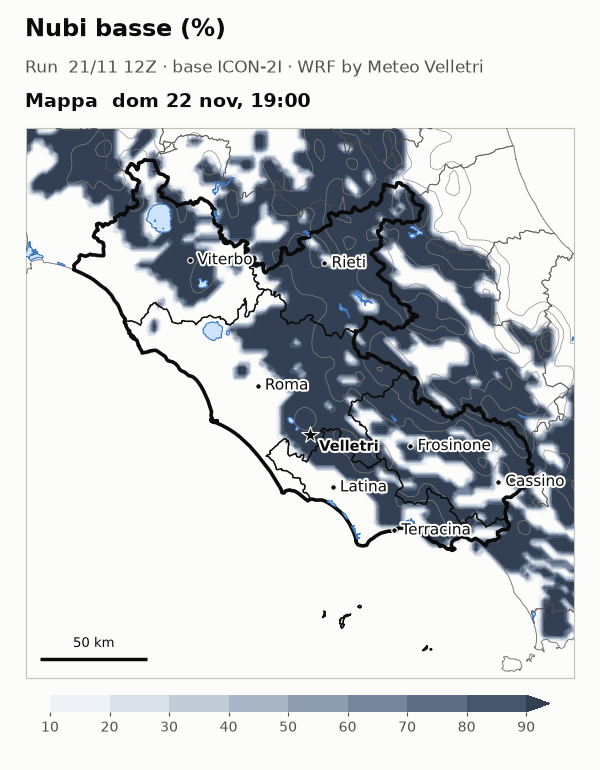 Nubi basse (%)
Run 21/11 12Z · base ICON-2I · WRF by Meteo Velletri
Mappa dom 22 nov, 19:00
Viterbo
Rieti
Roma
Velletri
Frosinone
Cassino
Latina
Terracina
50 km
10 20 30 40 50 60 70 80 90